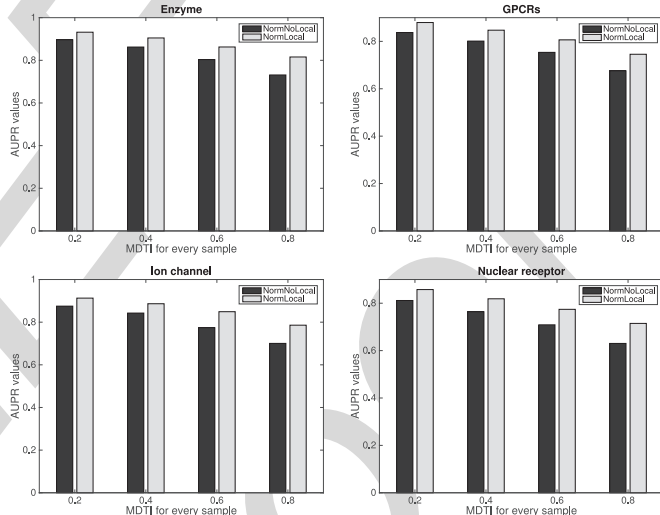 Enzyme
NormNoLocal
NormLocal
1
0.8
0.6
0.4
0.2
0
AUPR values
0.2 0.4 0.6 0.8
MDTI for every sample
GPCRs
NormNoLocal
NormLocal
0.8
0.6
0.4
0.2
0
AUPR values
0.2 0.4 0.6 0.8
MDTI for every sample
Ion channel
NormNoLocal
NormLocal
1
0.8
0.6
0.4
0.2
0
AUPR values
0.2 0.4 0.6 0.8
MDTI for every sample
Nuclear receptor
NormNoLocal
NormLocal
0.8
0.6
0.4
0.2
0
AUPR values
0.2 0.4 0.6 0.8
MDTI for every sample